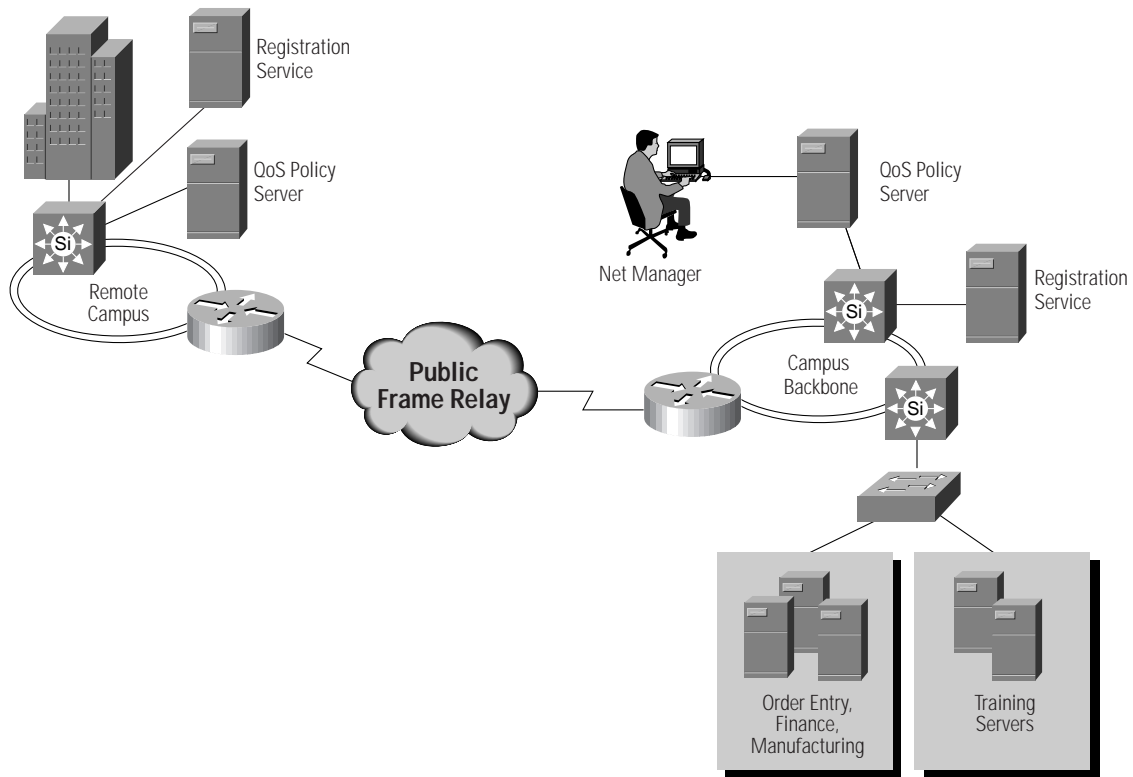 Registration
Service
QoS Policy
Server
Si
Remote
Campus
Public
Frame Relay
Net Manager
QoS Policy
Server
Registration
Service
Si
Campus
Backbone
Si
Order Entry,
Finance,
Manufacturing
Training
Servers